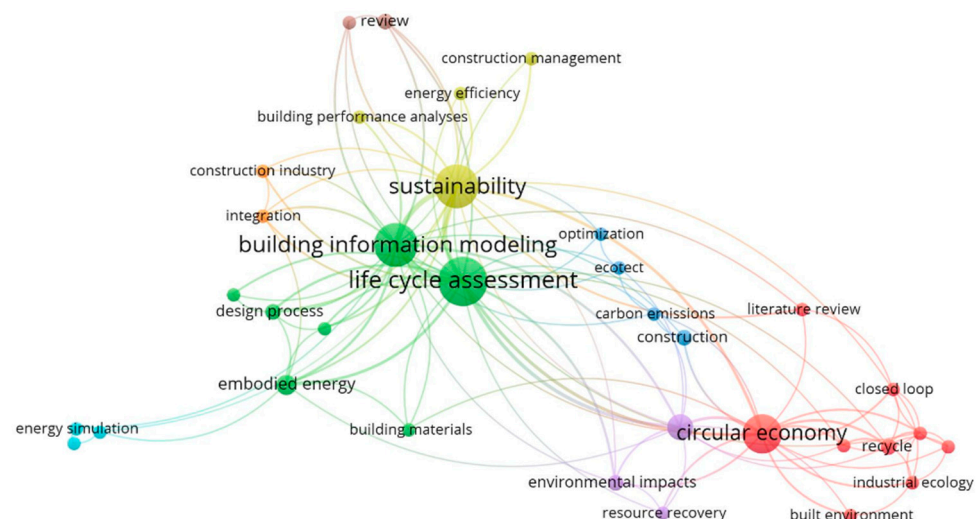 review
construction management
energy efficiency
building performance analyses
construction industry
sustainability
integration
optimization
building information modeling
ecotect
life cycle assessment
design process
carbon emissions
literature review
construction
embodied energy
closed loop
energy simulation
building materials
circular economy
recycle
environmental impacts
industrial ecology
resource recovery
built environment